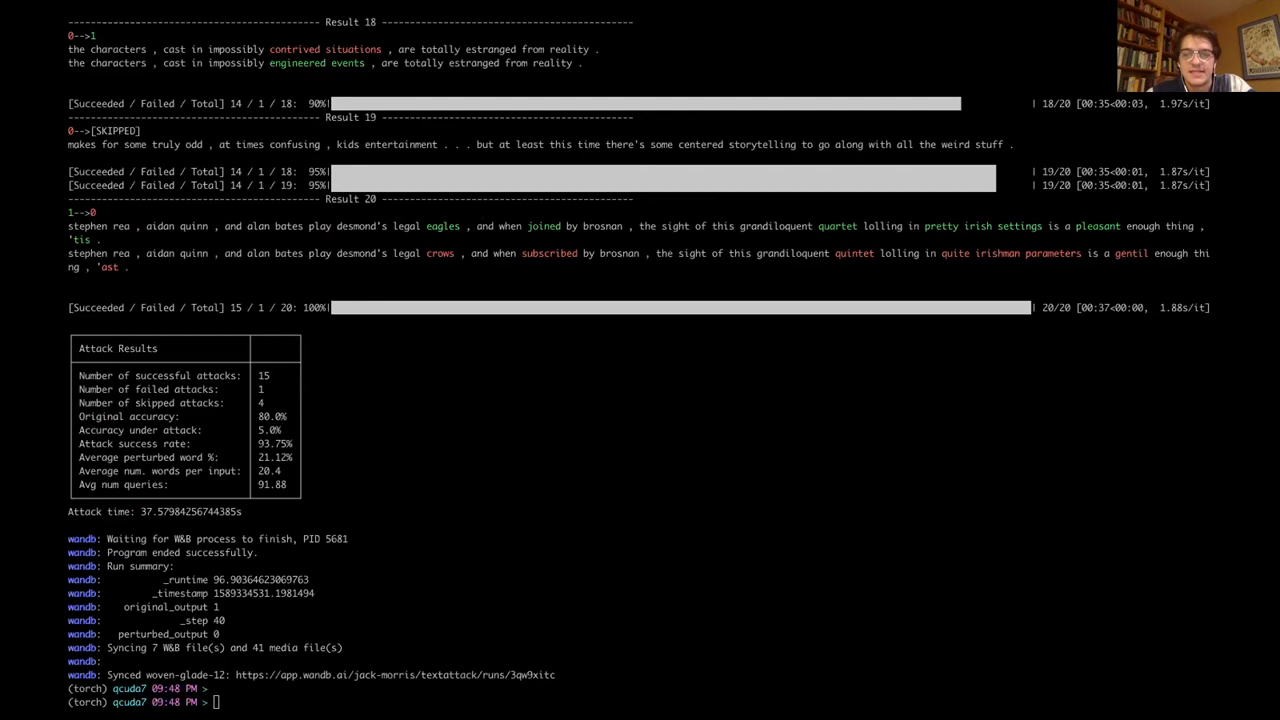 -------------------------------------------- Result 18 --------------------------------------------
0-->1
the characters , cast in impossibly contrived situations , are totally estranged from reality .
the characters , cast in impossibly engineered events , are totally estranged from reality .
[Succeeded / Failed / Total] 14 / 1 / 18: 90%| | 18/20 [00:35<00:03, 1.97s/it]
-------------------------------------------- Result 19 --------------------------------------------
0-->[SKIPPED]
makes for some truly odd , at times confusing , kids entertainment . . . but at least this time there's some centered storytelling to go along with all the weird stuff .
[Succeeded / Failed / Total] 14 / 1 / 18: 95%| | 19/20 [00:35<00:01, 1.87s/it]
[Succeeded / Failed / Total] 14 / 1 / 19: 95%| | 19/20 [00:35<00:01, 1.87s/it]
-------------------------------------------- Result 20 --------------------------------------------
1-->0
stephen rea , aidan quinn , and alan bates play desmond's legal eagles , and when joined by brosnan , the sight of this grandiloquent quartet lolling in pretty irish settings is a pleasant enough thing ,
'tis .
stephen rea , aidan quinn , and alan bates play desmond's legal crows , and when subscribed by brosnan , the sight of this grandiloquent quintet lolling in quite irishman parameters is a gentil enough thi
ng , 'ast .
[Succeeded / Failed / Total] 15 / 1 / 20: 100%| | 20/20 [00:37<00:00, 1.88s/it]
Attack Results
Number of successful attacks: 15
Number of failed attacks: 1
Number of skipped attacks: 4
Original accuracy: 80.0%
Accuracy under attack: 5.0%
Attack success rate: 93.75%
Average perturbed word %: 21.12%
Average num. words per input: 20.4
Avg num queries: 91.88
Attack time: 37.57984256744385s
wandb: Waiting for W&B process to finish, PID 5681
wandb: Program ended successfully.
wandb: Run summary:
wandb: _runtime 96.90364623069763
wandb: _timestamp 1589334531.1981494
wandb: original_output 1
wandb: _step 40
wandb: perturbed_output 0
wandb: Syncing 7 W&B file(s) and 41 media file(s)
wandb:
wandb: Synced woven-glade-12: https://app.wandb.ai/jack-morris/textattack/runs/3qw9xitc
(torch) qcuda7 09:48 PM >
(torch) qcuda7 09:48 PM >